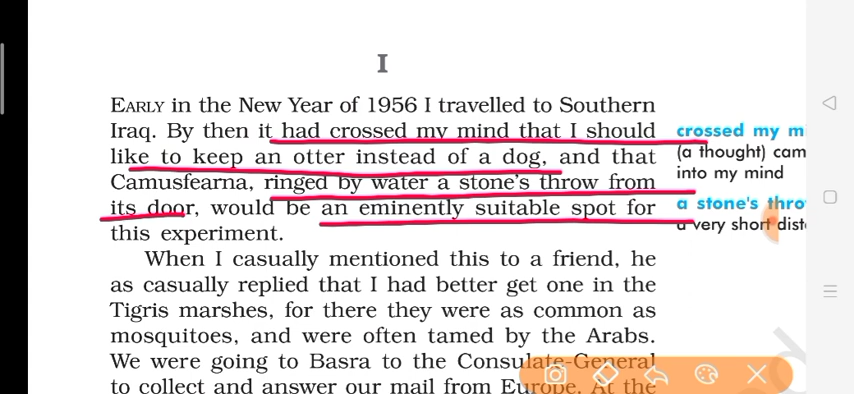 I
EARLY in the New Year of 1956 I travelled to Southern
Iraq. By then it had crossed my mind that I should
like to keep an otter instead of a dog, and that
Camusfearna, ringed by water a stone's throw from
its door, would be an eminently suitable spot for
this experiment.
crossed my m
(a thought) cam
into my mind
a stone's thro
a very short dist
When I casually mentioned this to a friend, he
as casually replied that I had better get one in the
Tigris marshes, for there they were as common as
mosquitoes, and were often tamed by the Arabs.
We were going to Basra to the Consulate-General
to collect and answer our mail from Europe. At the